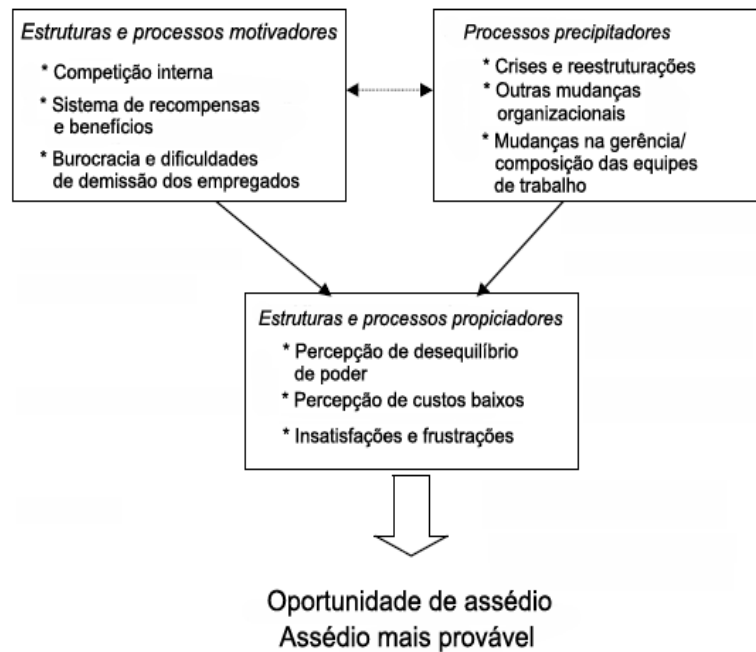 Estruturas e processos motivadores
* Competição interna
* Sistema de recompensas
e benefícios
* Burocracia e dificuldades
de demissão dos empregados
Processos precipitadores
* Crises e reestruturações
* Outras mudanças
organizacionais
* Mudanças na gerência/
composição das equipes
de trabalho
Estruturas e processos propiciadores
* Percepção de desequilíbrio
de poder
* Percepção de custos baixos
* Insatisfações e frustrações
Oportunidade de assédio
Assédio mais provável